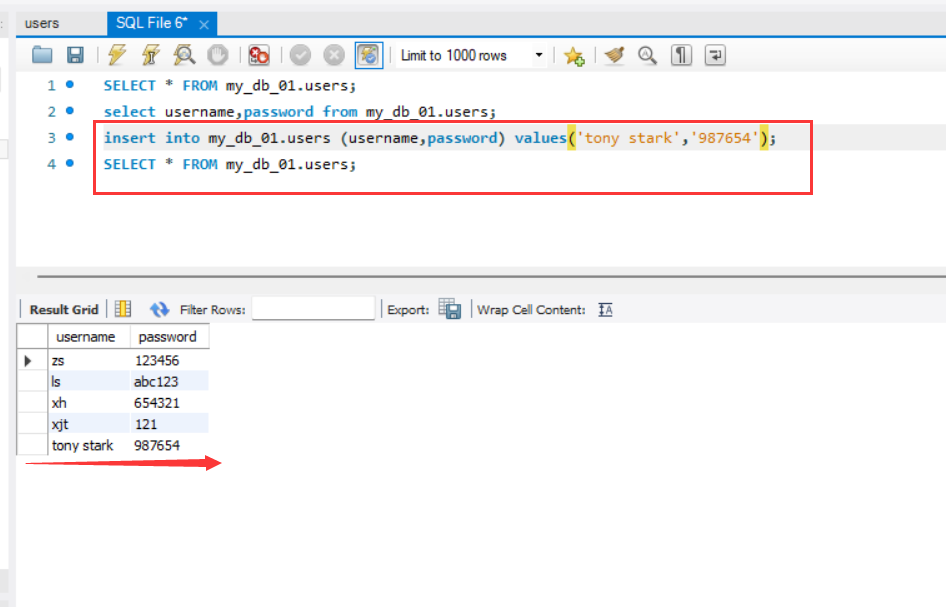 users
SQL File 6*
Limit to 1000 rows
1 SELECT * FROM my_db_01.users;
2 select username,password from my_db_01.users;
3 insert into my_db_01.users (username,password) values('tony stark','987654');
4 SELECT * FROM my_db_01.users;
Result Grid Filter Rows: Export: Wrap Cell Content:
username password
zs 123456
ls abc123
xh 654321
xjt 121
tony stark 987654